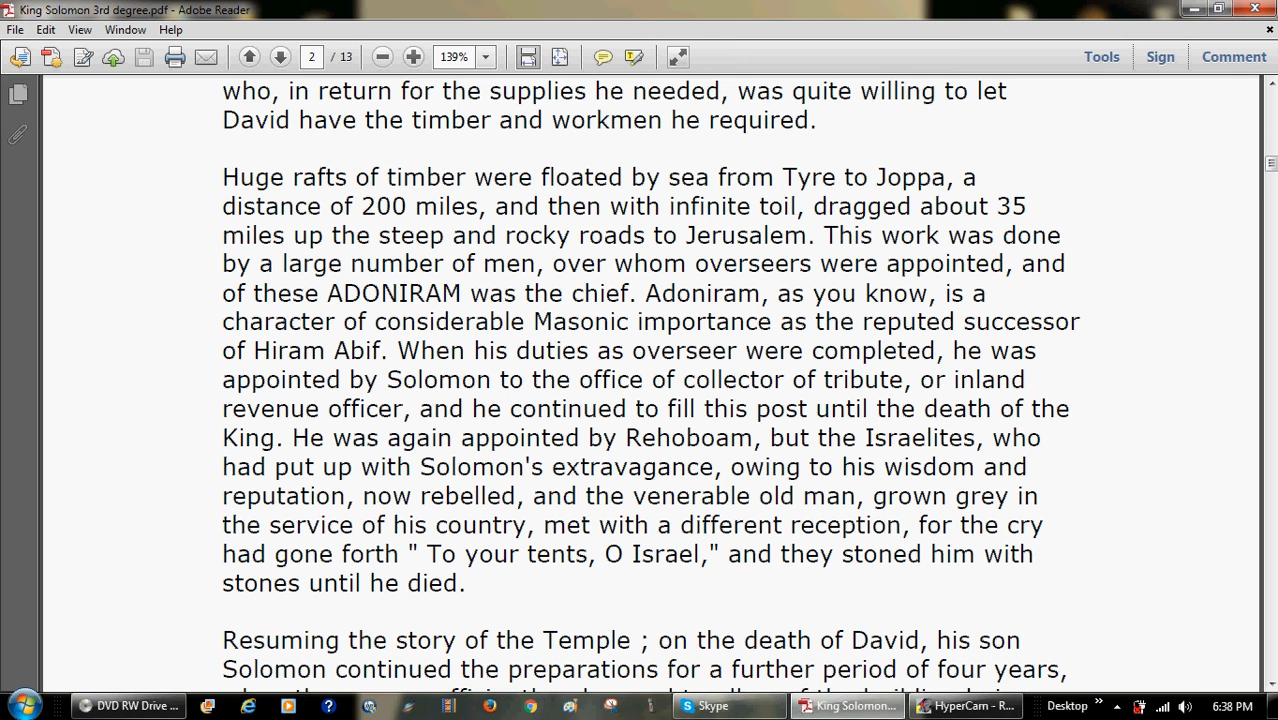 King Solomon 3rd degree.pdf - Adobe Reader
File Edit View Window Help
2 / 13 139% Tools Sign Comment
who, in return for the supplies he needed, was quite willing to let
David have the timber and workmen he required.
Huge rafts of timber were floated by sea from Tyre to Joppa, a
distance of 200 miles, and then with infinite toil, dragged about 35
miles up the steep and rocky roads to Jerusalem. This work was done
by a large number of men, over whom overseers were appointed, and
of these ADONIRAM was the chief. Adoniram, as you know, is a
character of considerable Masonic importance as the reputed successor
of Hiram Abif. When his duties as overseer were completed, he was
appointed by Solomon to the office of collector of tribute, or inland
revenue officer, and he continued to fill this post until the death of the
King. He was again appointed by Rehoboam, but the Israelites, who
had put up with Solomon's extravagance, owing to his wisdom and
reputation, now rebelled, and the venerable old man, grown grey in
the service of his country, met with a different reception, for the cry
had gone forth " To your tents, O Israel," and they stoned him with
stones until he died.
Resuming the story of the Temple ; on the death of David, his son
Solomon continued the preparations for a further period of four years,
DVD RW Drive ... Skype King Solomon... HyperCam - R... Desktop 6:38 PM